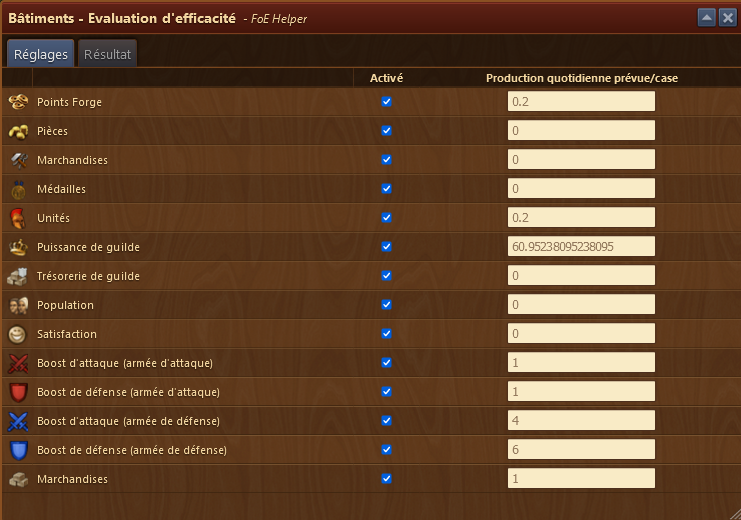 Bâtiments - Evaluation d'efficacité - FoE Helper
Réglages Résultat
Activé Production quotidienne prévue/case
Points Forge 0.2
Pièces 0
Marchandises 0
Médailles 0
Unités 0.2
Puissance de guilde 60.95238095238095
Trésorerie de guilde 0
Population 0
Satisfaction 0
Boost d'attaque (armée d'attaque) 1
Boost de défense (armée d'attaque) 1
Boost d'attaque (armée de défense) 4
Boost de défense (armée de défense) 6
Marchandises 1